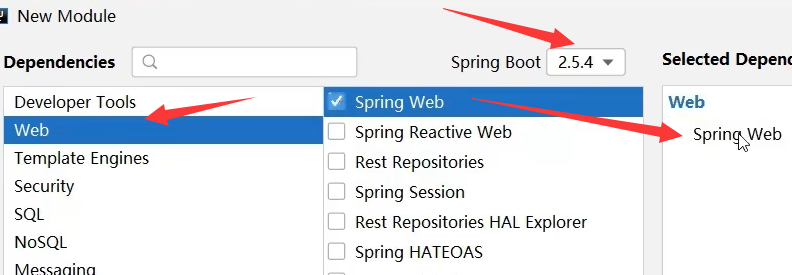 New Module
Dependencies
Spring Boot 2.5.4
Selected Depend
Developer Tools
Web
Template Engines
Security
SQL
NoSQL
Messaging
Spring Web
Spring Reactive Web
Rest Repositories
Spring Session
Rest Repositories HAL Explorer
Spring HATEOAS
Web
Spring Web